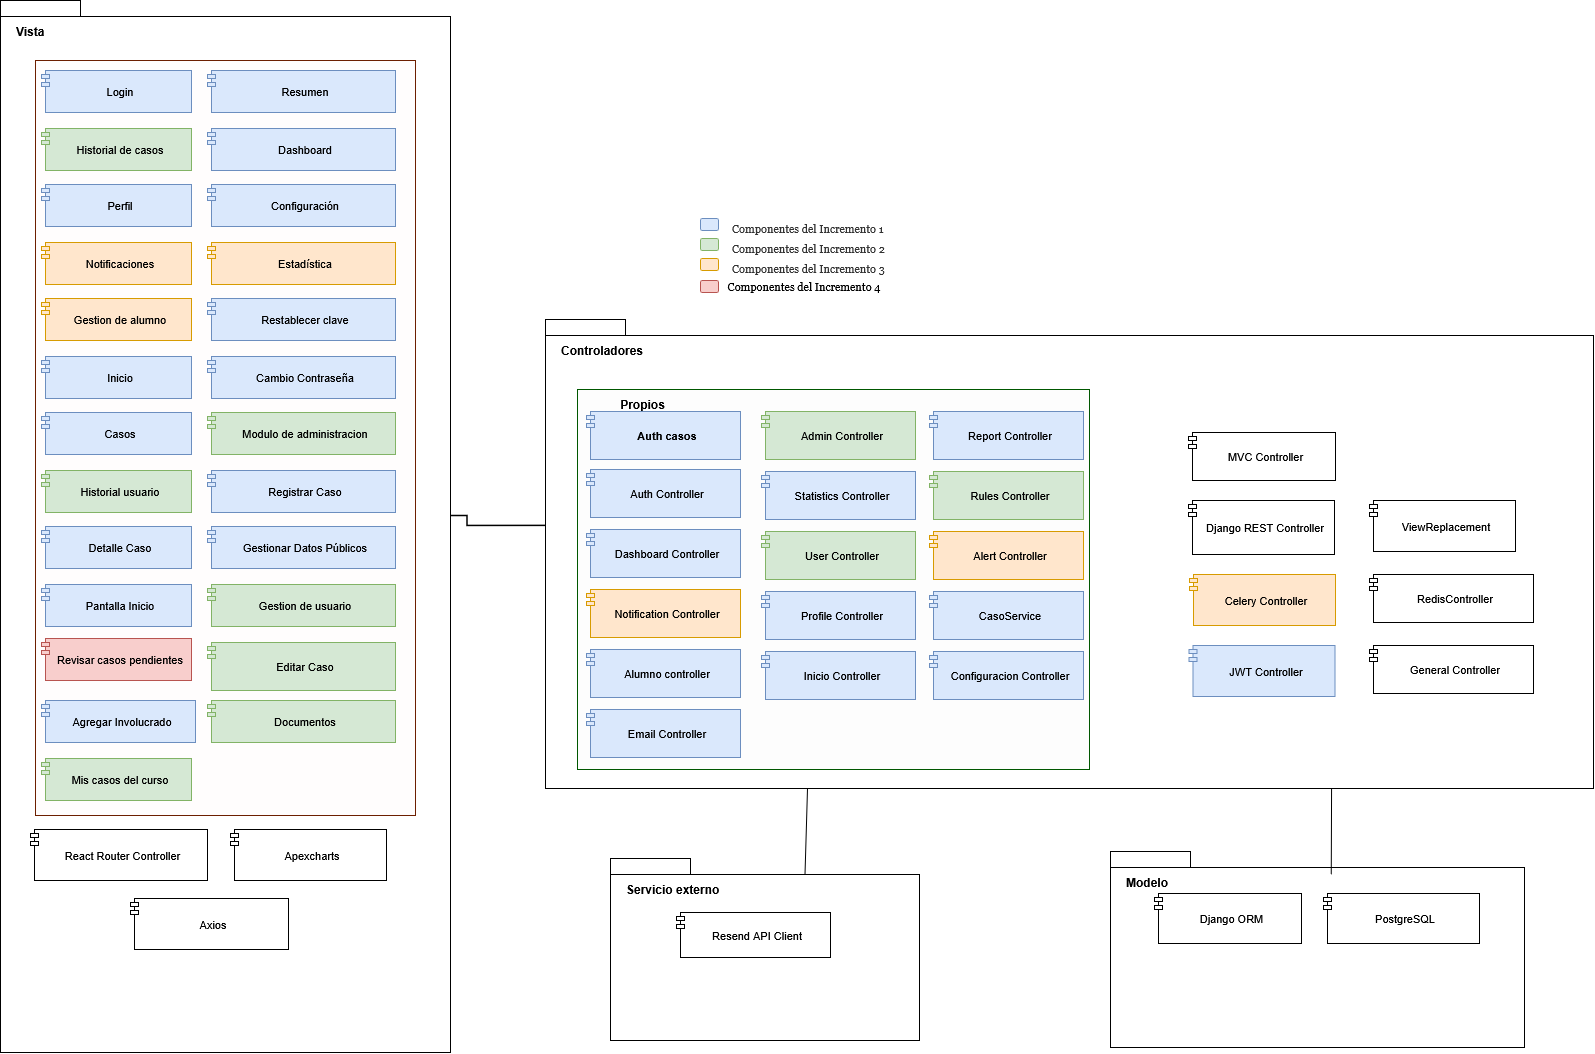 Vista
Login
Resumen
Historial de casos
Dashboard
Perfil
Configuración
Notificaciones
Estadística
Gestion de alumno
Restablecer clave
Inicio
Cambio Contraseña
Casos
Modulo de administracion
Historial usuario
Registrar Caso
Detalle Caso
Gestionar Datos Públicos
Pantalla Inicio
Gestion de usuario
Revisar casos pendientes
Editar Caso
Agregar Involucrado
Documentos
Mis casos del curso
React Router Controller
Apexcharts
Axios
Componentes del Incremento 1
Componentes del Incremento 2
Componentes del Incremento 3
Componentes del Incremento 4
Controladores
Propios
Auth casos
Admin Controller
Report Controller
Auth Controller
Statistics Controller
Rules Controller
Dashboard Controller
User Controller
Alert Controller
Notification Controller
Profile Controller
CasoService
Alumno controller
Inicio Controller
Configuracion Controller
Email Controller
MVC Controller
Django REST Controller
ViewReplacement
Celery Controller
RedisController
JWT Controller
General Controller
Servicio externo
Resend API Client
Modelo
Django ORM
PostgreSQL